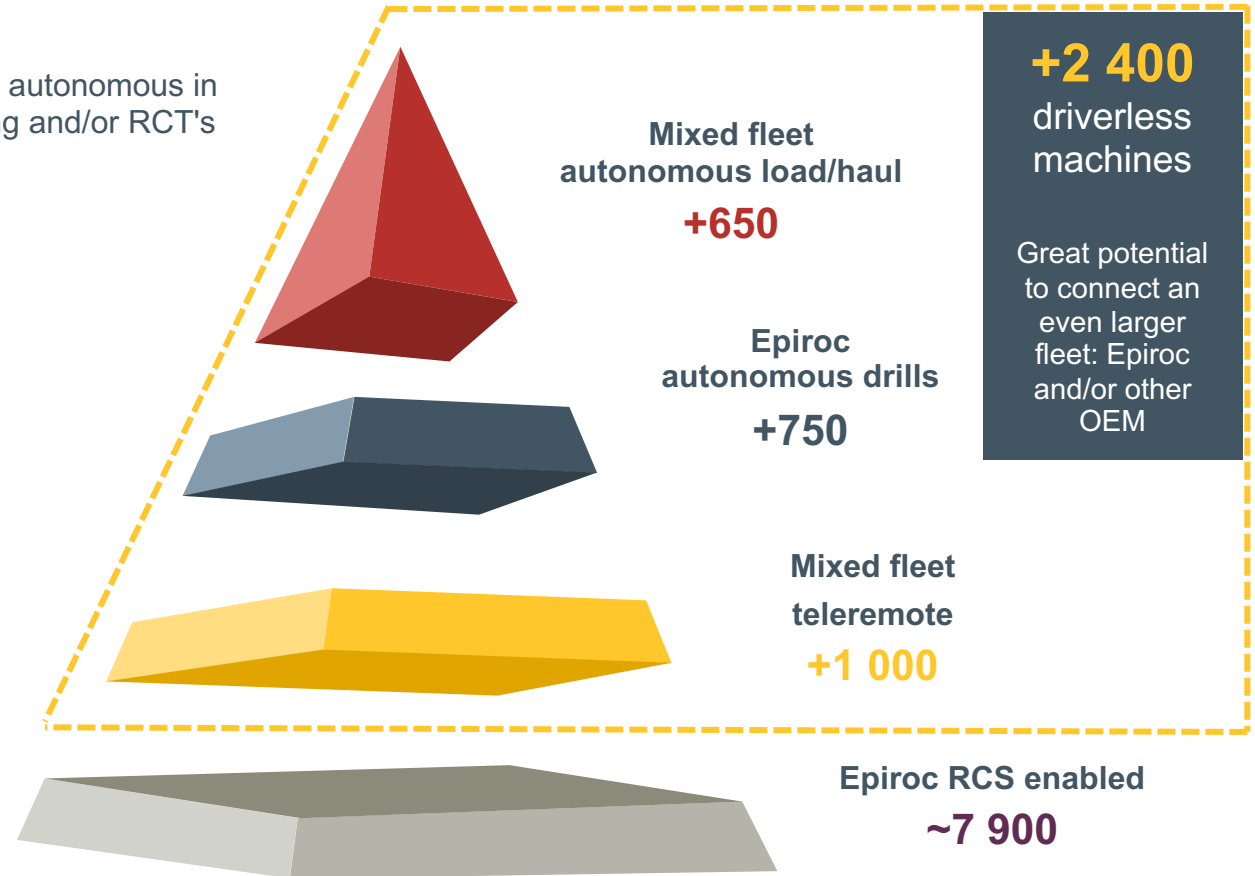 autonomous in
and/or RCT's
Mixed fleet
autonomous load/haul
+650
Epiroc
autonomous drills
+750
Mixed fleet
teleremote
+1 000
Epiroc RCS enabled
~7 900
+2 400
driverless
machines
Great potential
to connect an
even larger
fleet: Epiroc
and/or other
OEM